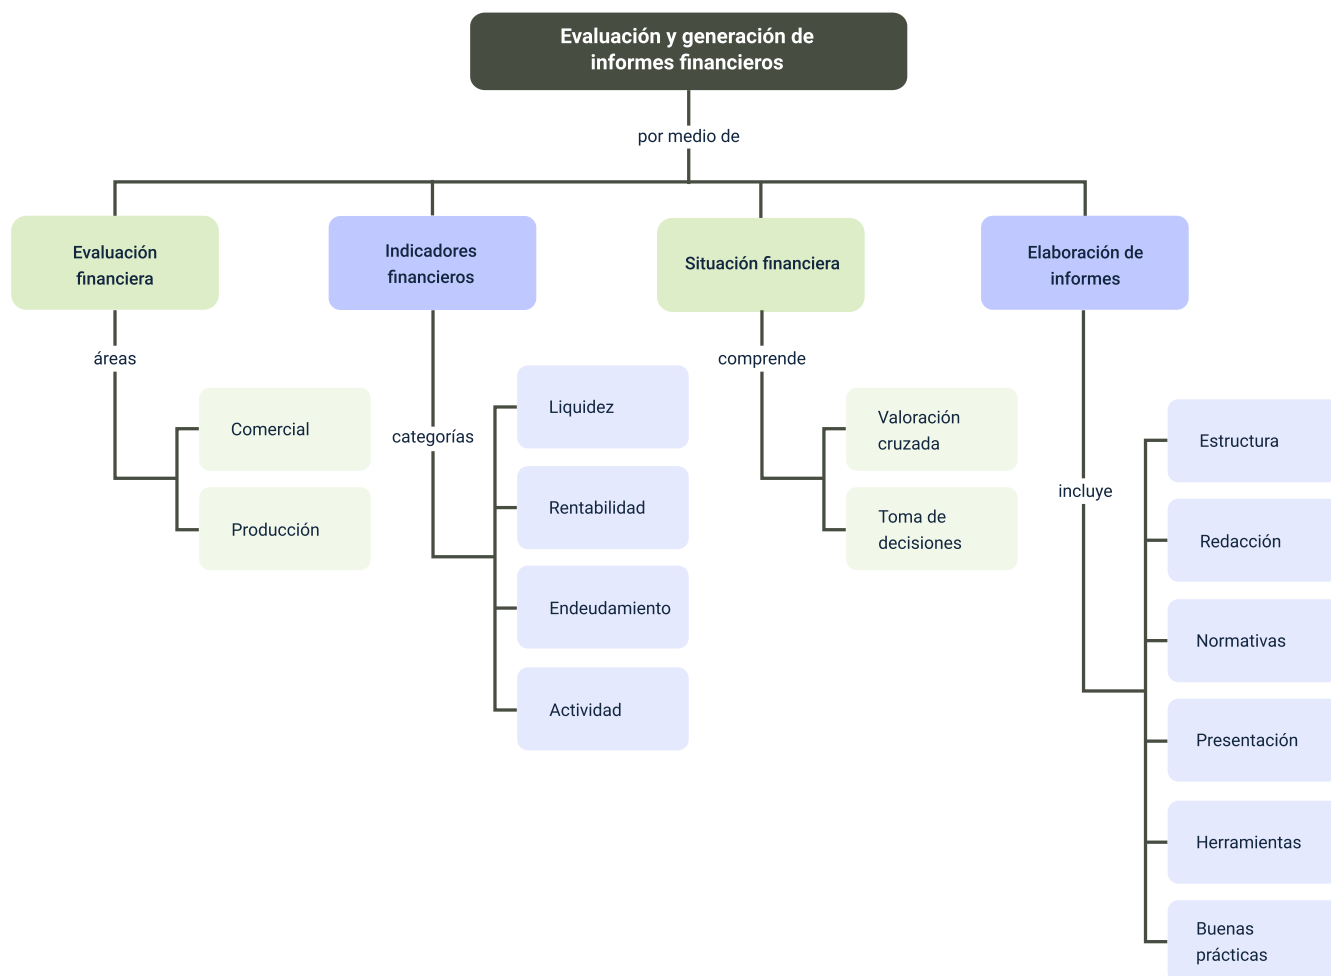 Evaluación y generación de
informes financieros
por medio de
Evaluación
financiera
áreas
Comercial
Producción
Indicadores
financieros
categorías
Liquidez
Rentabilidad
Endeudamiento
Actividad
Situación financiera
comprende
Valoración
cruzada
Toma de
decisiones
Elaboración de
informes
incluye
Estructura
Redacción
Normativas
Presentación
Herramientas
Buenas
prácticas